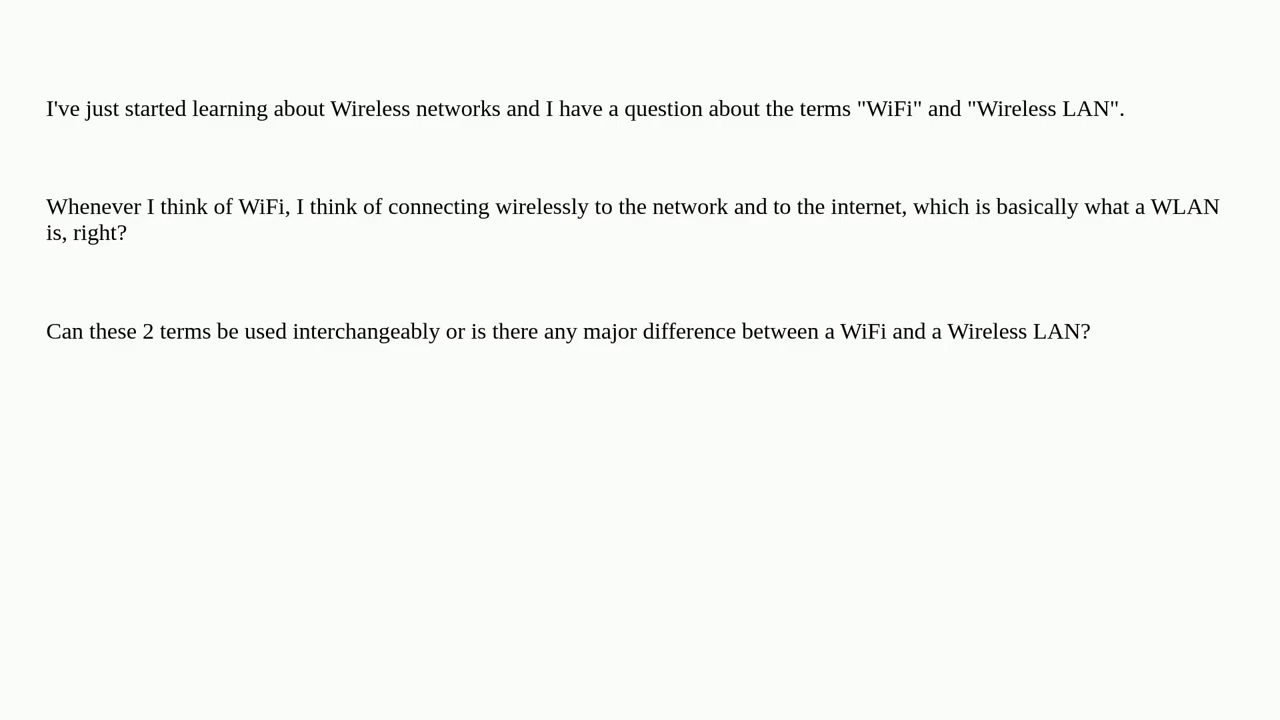 I've just started learning about Wireless networks and I have a question about the terms "WiFi" and "Wireless LAN".
Whenever I think of WiFi, I think of connecting wirelessly to the network and to the internet, which is basically what a WLAN
is, right?
Can these 2 terms be used interchangeably or is there any major difference between a WiFi and a Wireless LAN?